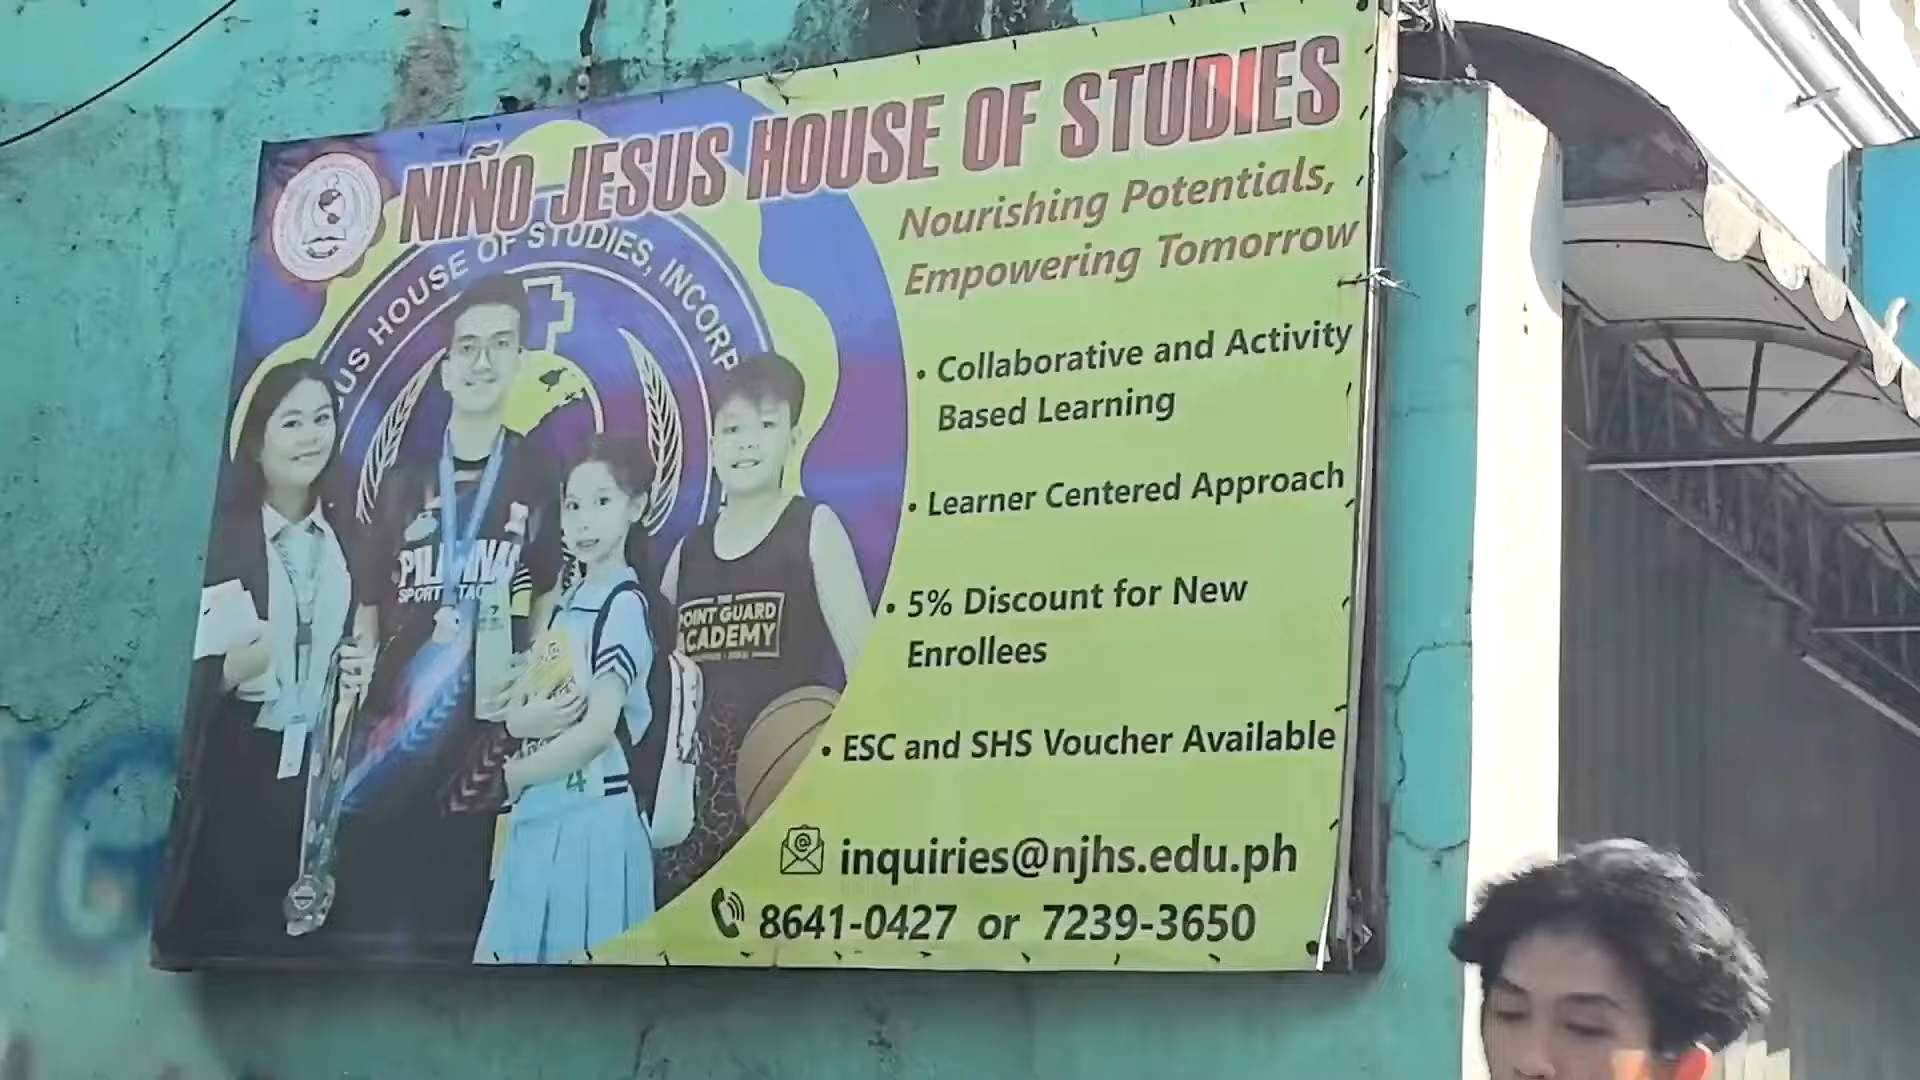 NIÑO JESUS HOUSE OF STUDIES
Nourishing Potentials,
Empowering Tomorrow
HOUSE OF STUDIES, INCORP
• Collaborative and Activity
Based Learning
• Learner Centered Approach
• 5% Discount for New
Enrollees
• ESC and SHS Voucher Available
inquiries@njhs.edu.ph
8641-0427 or 7239-3650
THE
POINT GUARD
ACADEMY
4